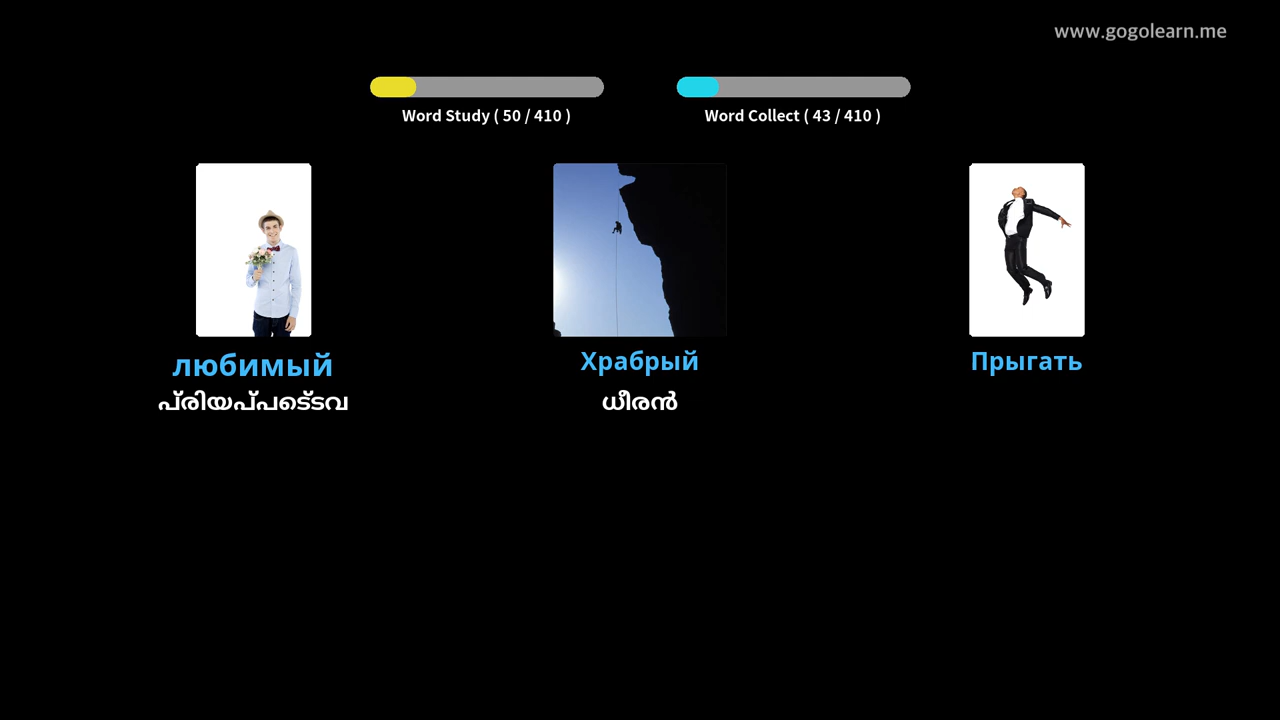 www.gogolearn.me
Word Study ( 50 / 410 )
Word Collect ( 43 / 410 )
любимый
Храбрый
Прыгать
പ്രിയപ്പെട്ടവ
ധീരൻ